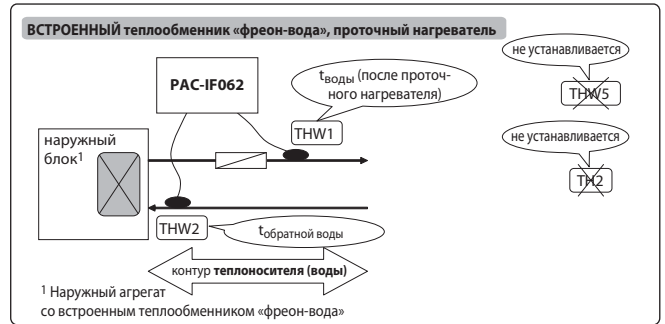 ВСТРОЕННЫЙ теплообменник «фреон-вода», проточный нагреватель
не устанавливается
THW5
PAC-IF062
tводы (после проточ-
ного нагревателя)
THW1
не устанавливается
TH2
наружный
блок1
THW2
tобратной воды
контур теплоносителя (воды)
1 Наружный агрегат
со встроенным теплообменником «фреон-вода»